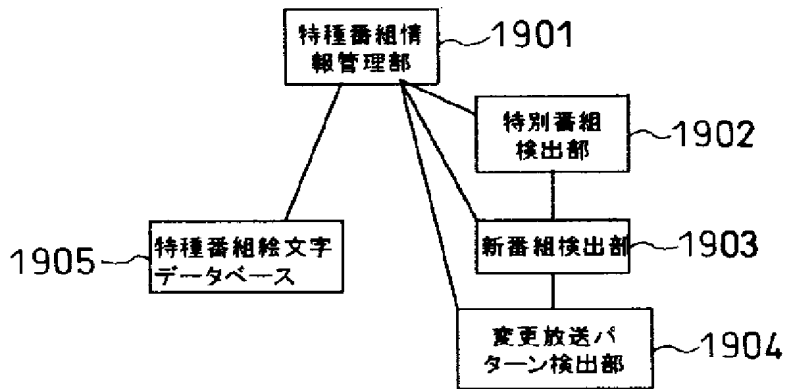 特種番組情
報管理部
1901
特別番組
検出部
1902
新番組検出部
1903
特種番組絵文字
データベース
1905
変更放送パ
ターン検出部
1904